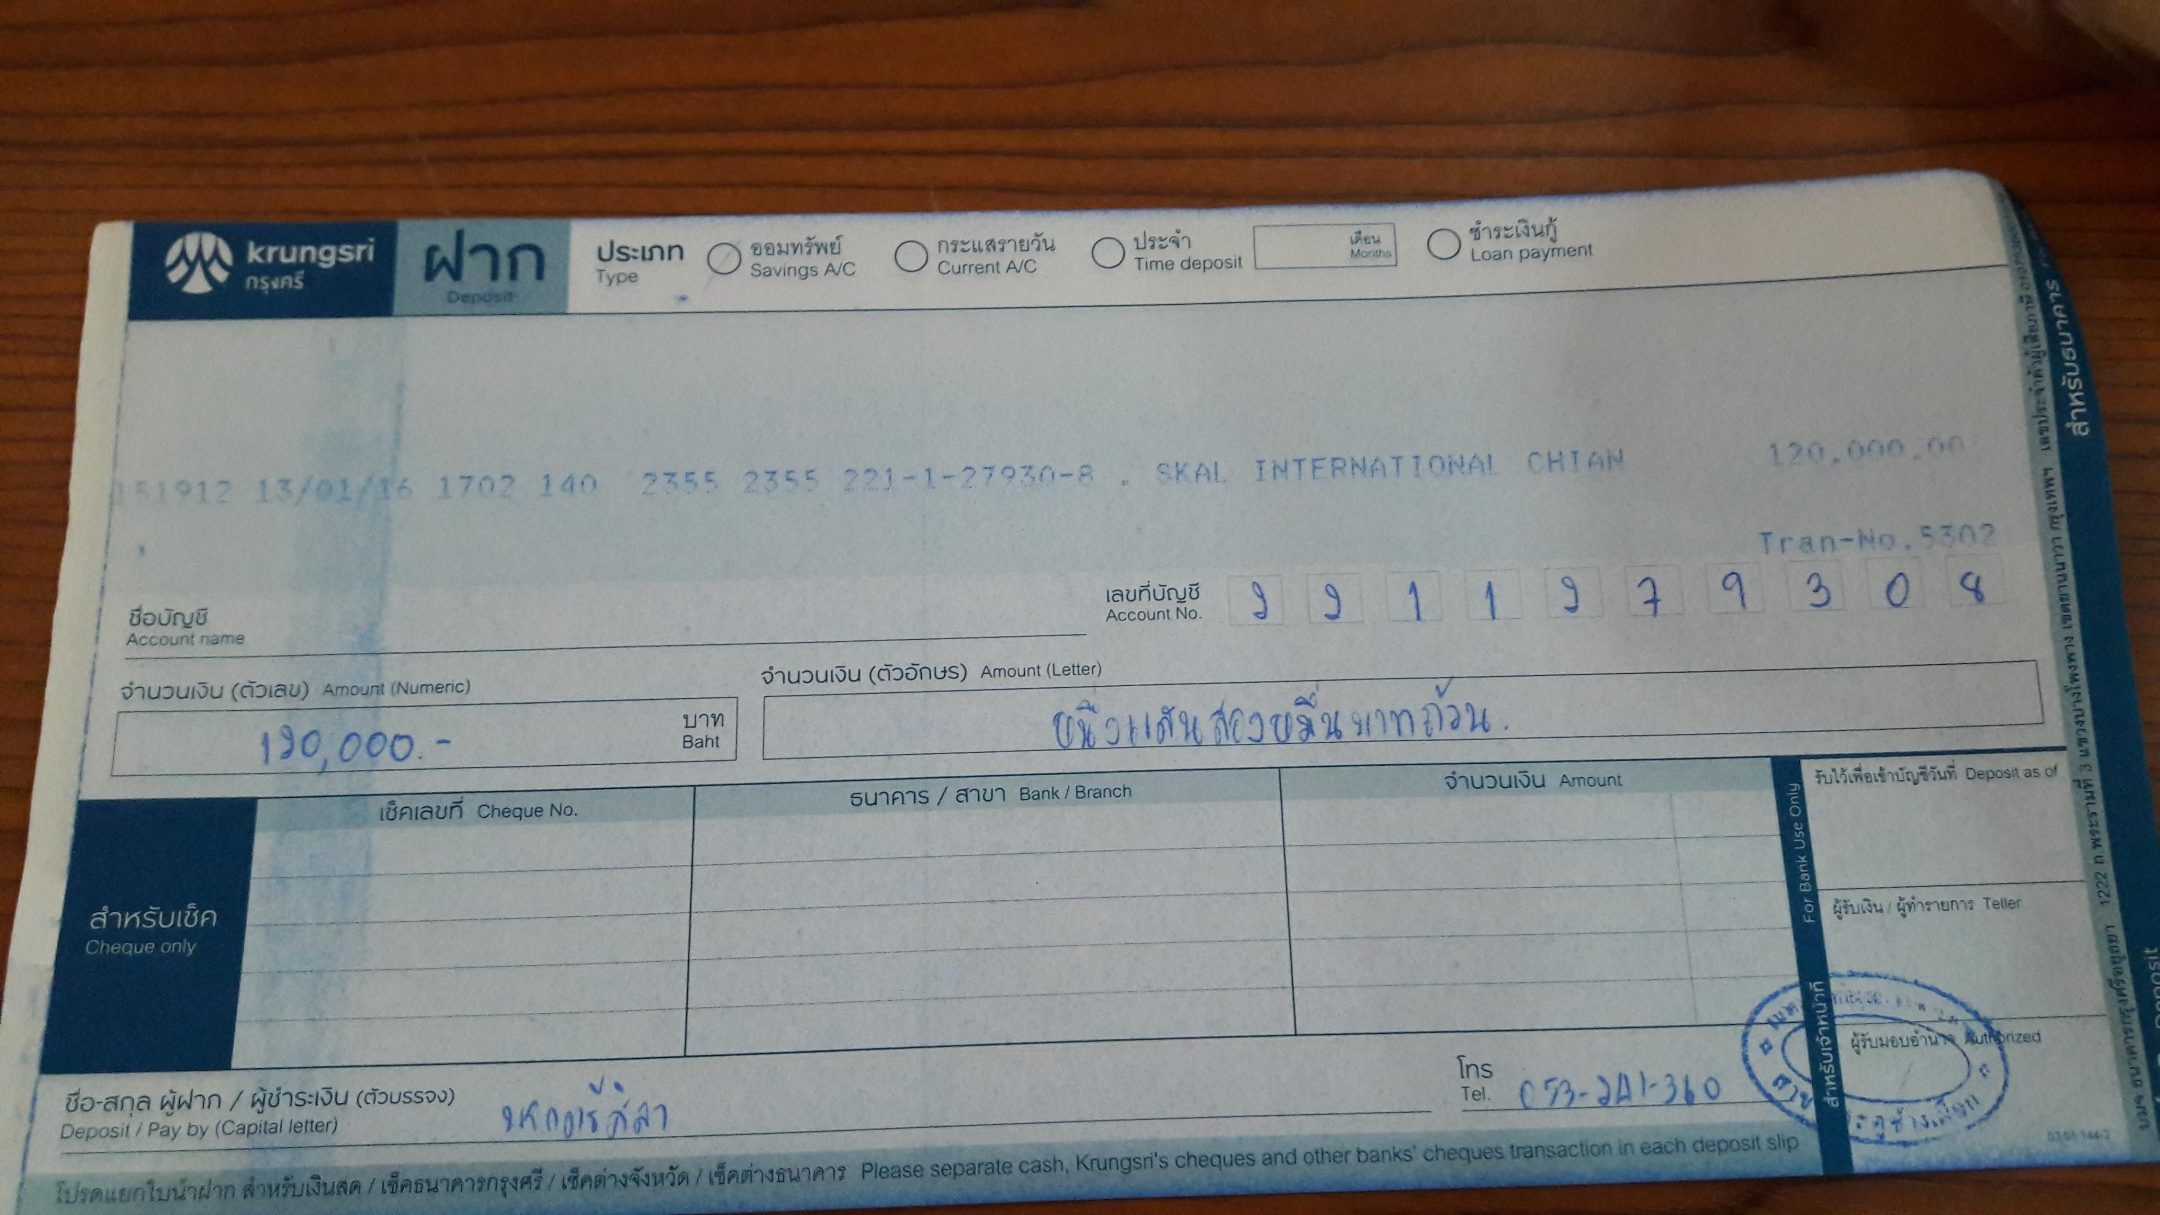 krungsri
กรุงศรี
ฝาก
Deposit
ประเภท
Type
ออมทรัพย์
Savings A/C
กระแสรายวัน
Current A/C
ประจำ
Time deposit
เดือน
Months
ชำระเงินกู้
Loan payment
151912 13/01/16 1702 140 2355 2355 221-1-27930-8 . SKAL INTERNATIONAL CHIAN 120,000.00
Tran-No.5302
ชื่อบัญชี
Account name
เลขที่บัญชี
Account No.
2 2 1 1 2 7 9 3 0 8
จำนวนเงิน (ตัวเลข) Amount (Numeric)
120,000.-
บาท
Baht
จำนวนเงิน (ตัวอักษร) Amount (Letter)
หนึ่งแสนสองหมื่นบาทถ้วน.
สำหรับเช็ค
Cheque only
เช็คเลขที่ Cheque No.
ธนาคาร / สาขา Bank / Branch
จำนวนเงิน Amount
สำหรับเจ้าหน้าที่ For Bank Use Only
รับไว้เพื่อเข้าบัญชีวันที่ Deposit as of
ผู้รับเงิน / ผู้ทำรายการ Teller
ผู้รับมอบอำนาจ Authorized
ชื่อ-สกุล ผู้ฝาก / ผู้ชำระเงิน (ตัวบรรจง)
Deposit / Pay by (Capital letter)
โทร
Tel.
053-241-360
03 01 144-2
โปรดแยกใบนำฝาก สำหรับเงินสด / เช็คธนาคารกรุงศรี / เช็คต่างจังหวัด / เช็คต่างธนาคาร Please separate cash, Krungsri's cheques and other banks' cheques transaction in each deposit slip
สำหรับธนาคาร
Deposit